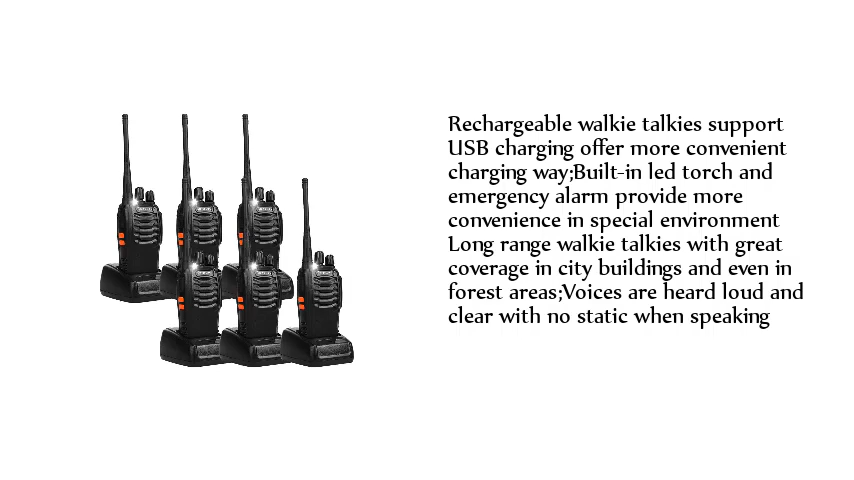 Rechargeable walkie talkies support
USB charging offer more convenient
charging way;Built-in led torch and
emergency alarm provide more
convenience in special environment
Long range walkie talkies with great
coverage in city buildings and even in
forest areas;Voices are heard loud and
clear with no static when speaking